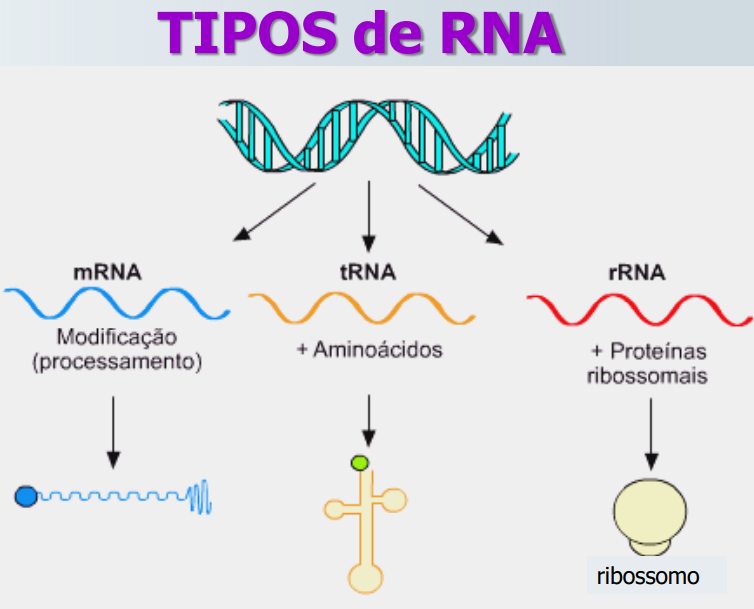 TIPOS de RNA
mRNA
Modificação
(processamento)
tRNA
+ Aminoácidos
rRNA
+ Proteínas
ribossomais
ribossomo